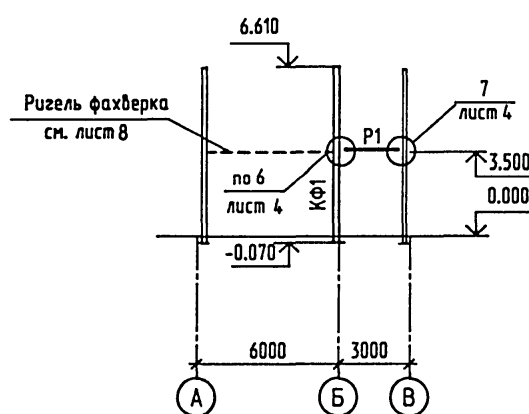 6.610
Ригель фахверка
см. лист 8
7
лист 4
Р1
по 6
лист 4
КФ1
3.500
0.000
-0.070
6000
3000
А
Б
В